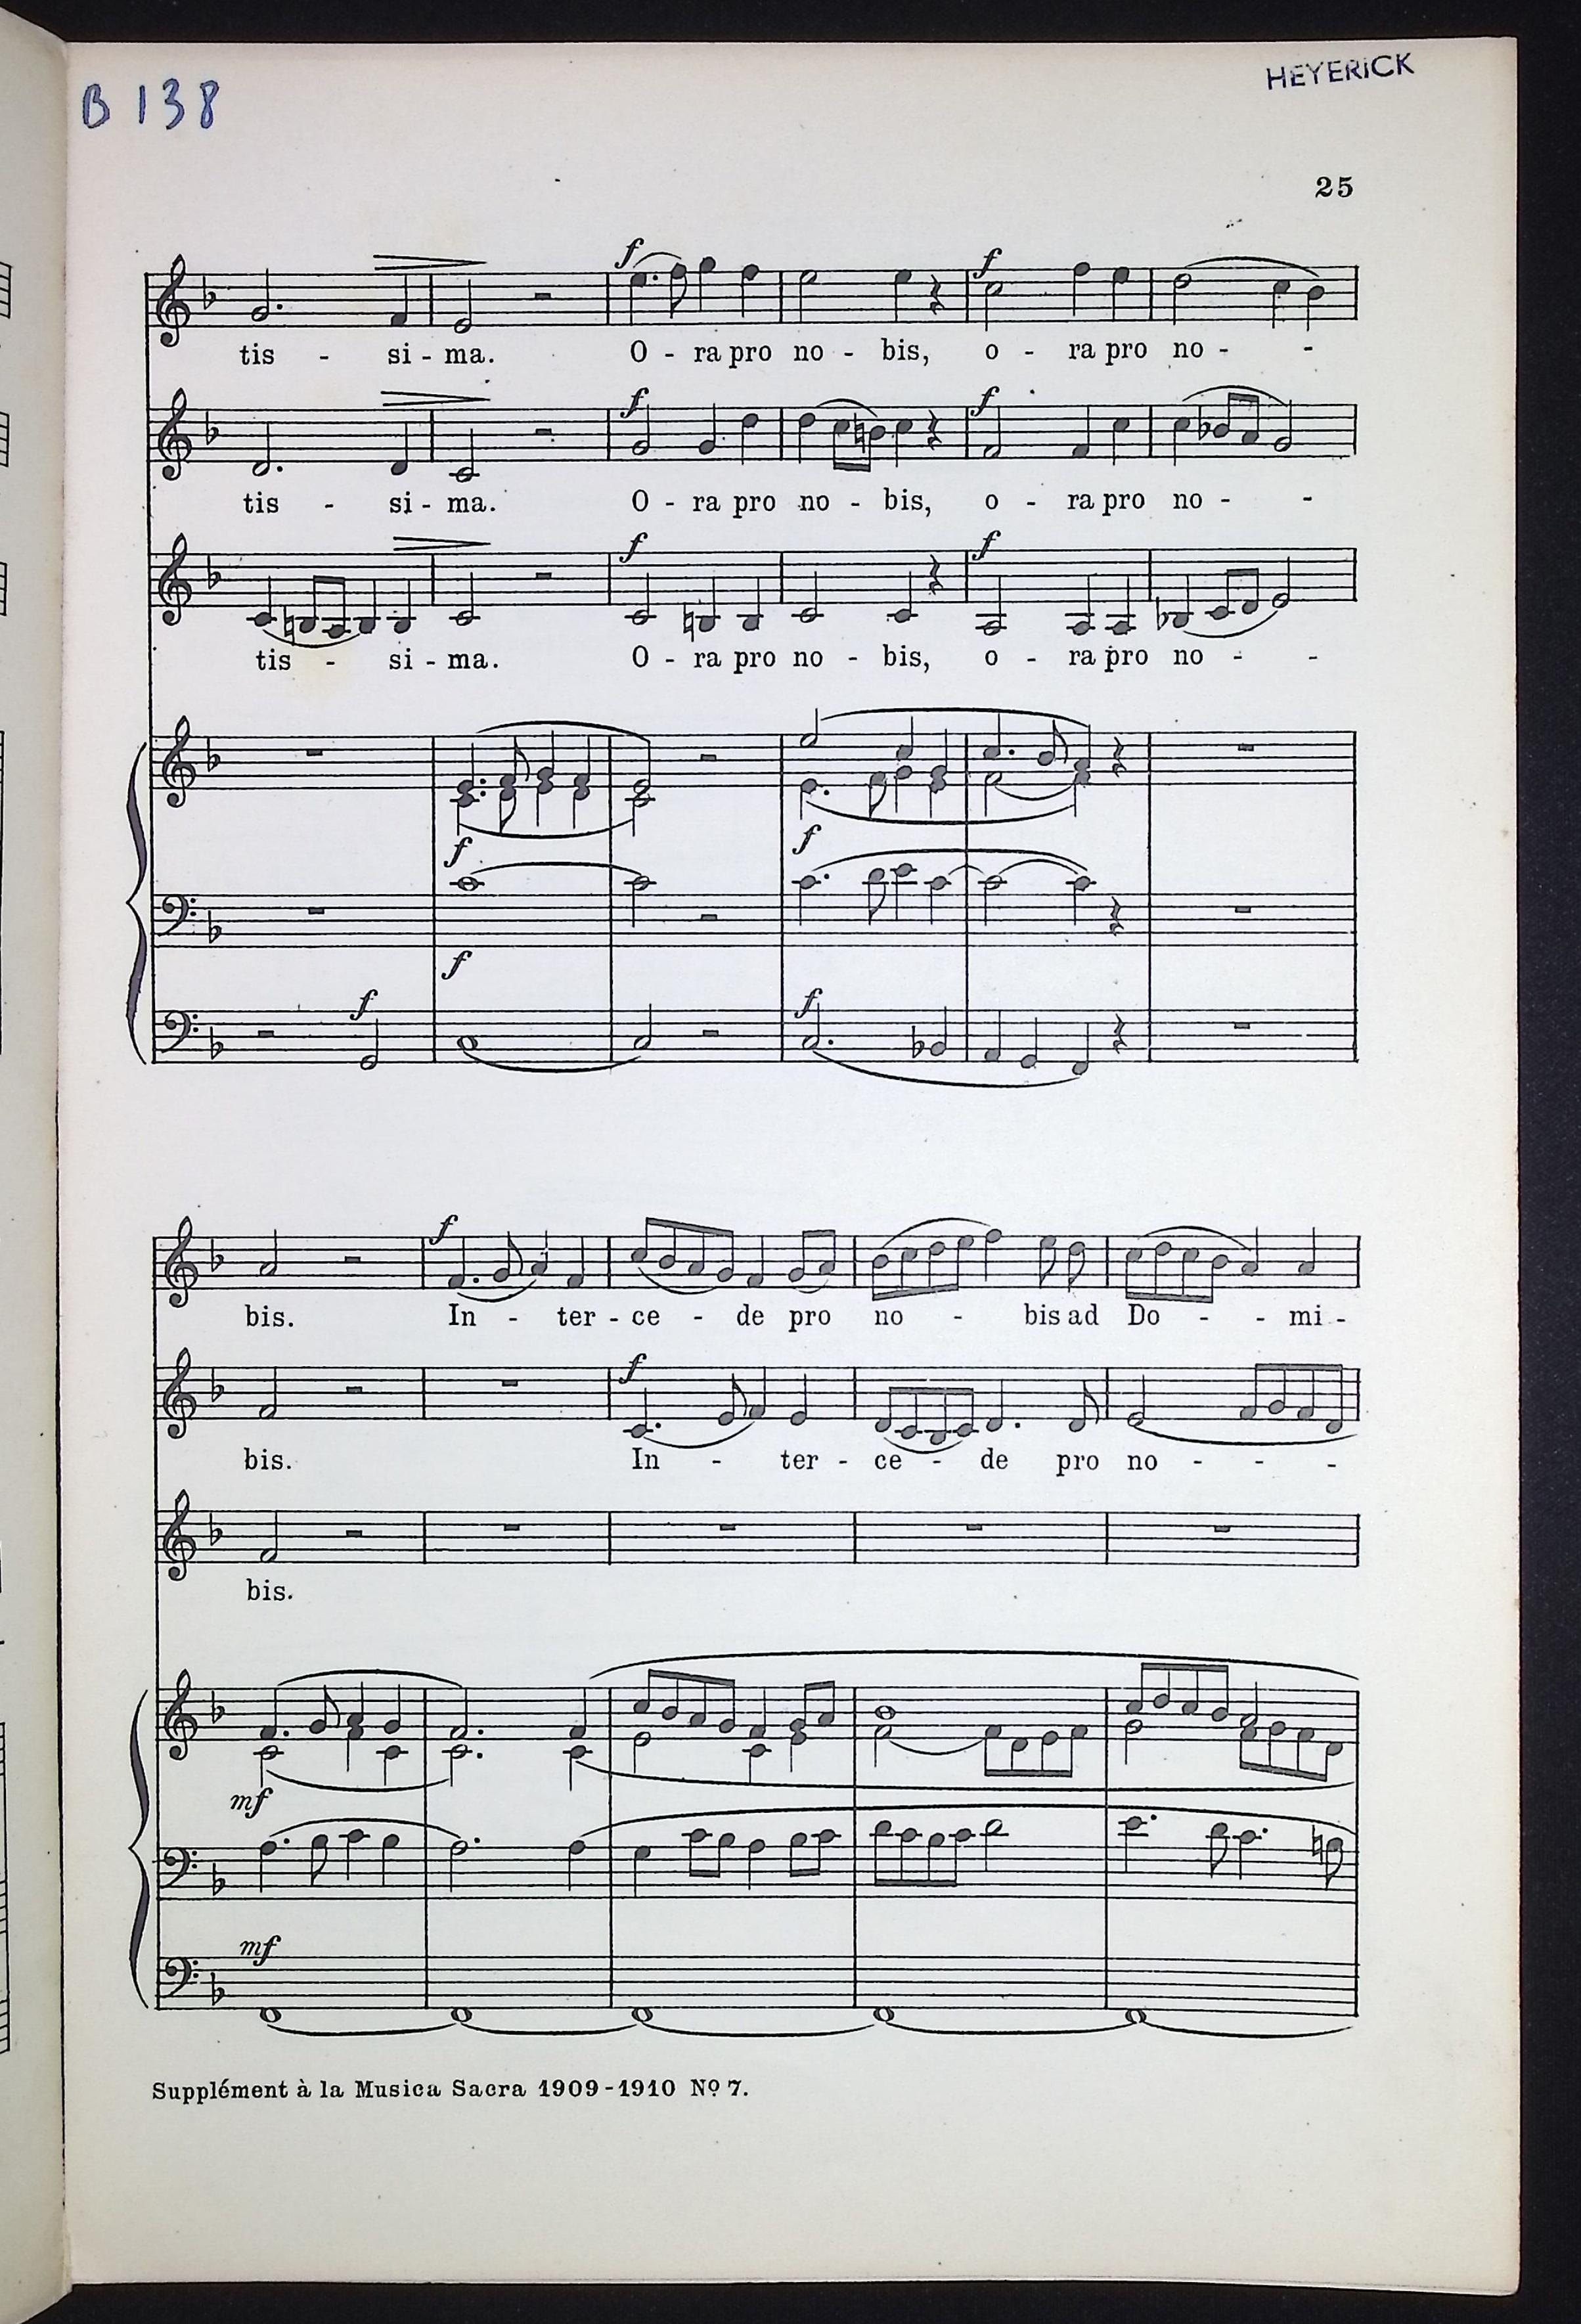 B 138
HEYERICK
25
f f
tis - si - ma. O - ra pro no - bis, o - ra pro no - -
f f
tis - si - ma. O - ra pro no - bis, o - ra pro no - -
f f
tis - si - ma. O - ra pro no - bis, o - ra pro no - -
f f
f
f f
f
bis. In - ter - ce - de pro no - bis ad Do - - mi -
f
bis. In - ter - ce - de pro no - - -
bis.
mf
mf
Supplément à la Musica Sacra 1909-1910 Nº 7.